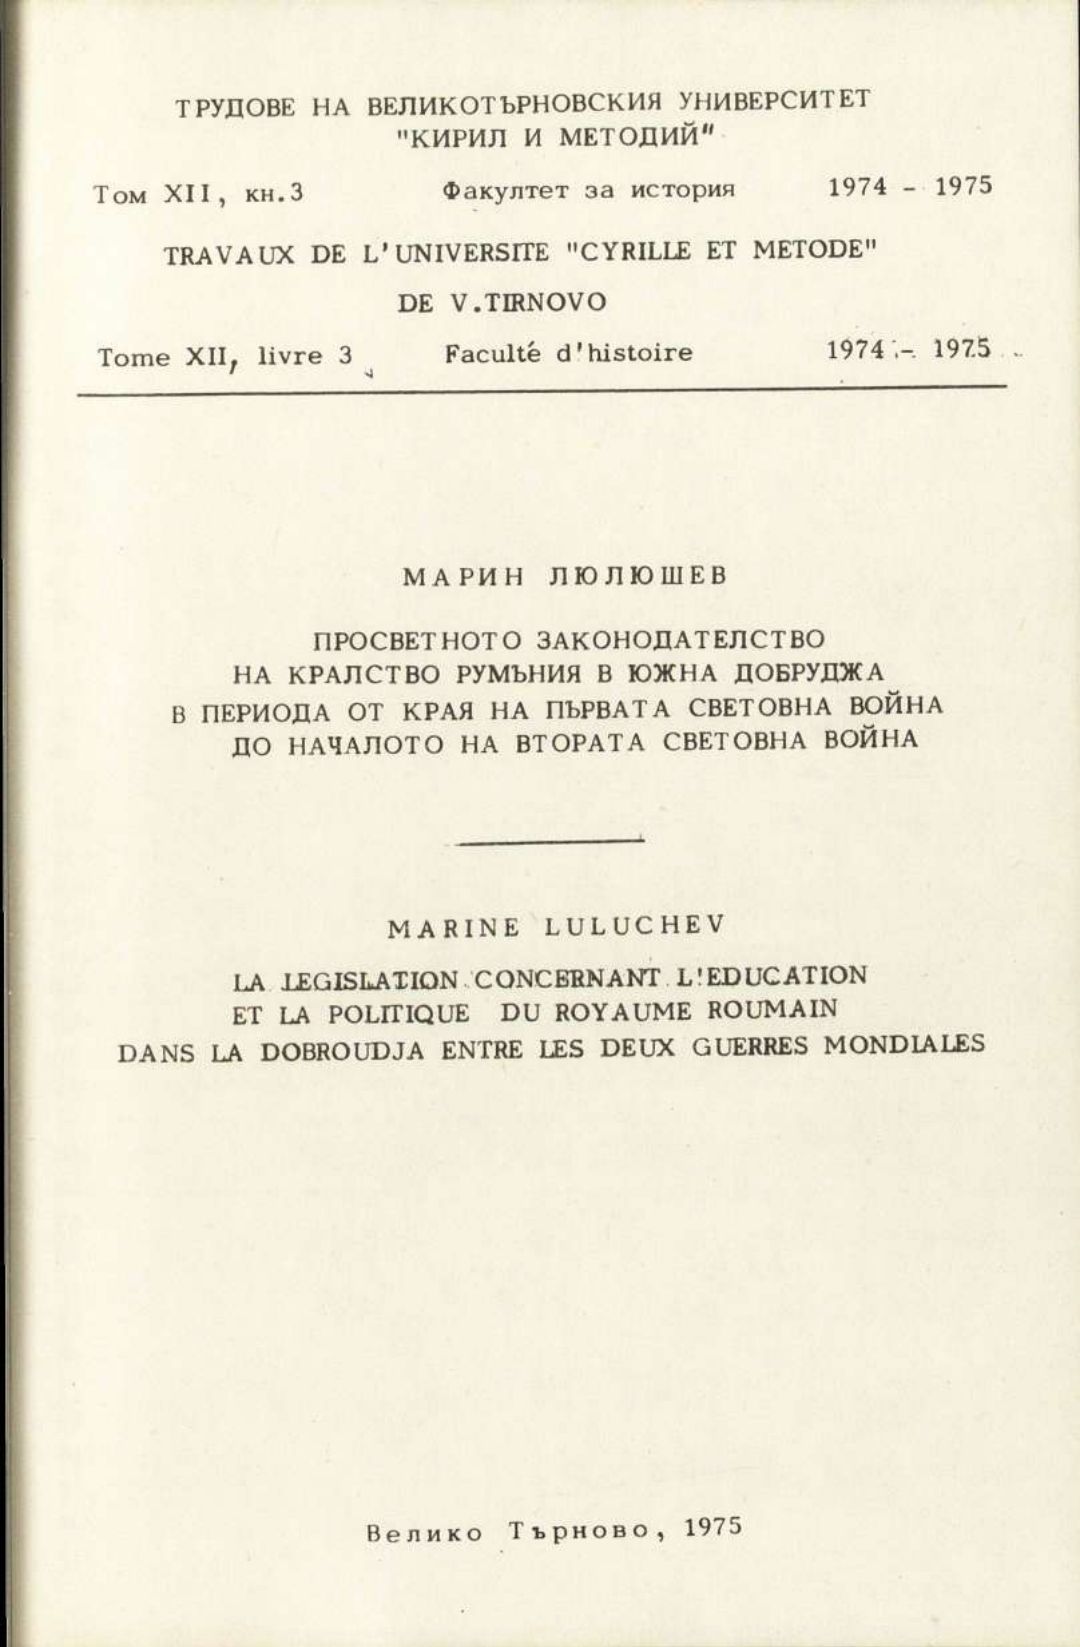 ТРУДОВЕ НА ВЕЛИКОТЪРНОВСКИЯ УНИВЕРСИТЕТ
"КИРИЛ И МЕТОДИЙ"
Том XII, кн.3 Факултет за история 1974 - 1975
TRAVAUX DE L'UNIVERSITE "CYRILLE ET METODE"
DE V.TIRNOVO
Tome XII, livre 3 Faculté d'histoire 1974 - 1975
МАРИН ЛЮЛЮШЕВ
ПРОСВЕТНОТО ЗАКОНОДАТЕЛСТВО
НА КРАЛСТВО РУМЪНИЯ В ЮЖНА ДОБРУДЖА
В ПЕРИОДА ОТ КРАЯ НА ПЪРВАТА СВЕТОВНА ВОЙНА
ДО НАЧАЛОТО НА ВТОРАТА СВЕТОВНА ВОЙНА
MARINE LULUCHEV
LA LEGISLATION CONCERNANT L'EDUCATION
ET LA POLITIQUE DU ROYAUME ROUMAIN
DANS LA DOBROUDJA ENTRE LES DEUX GUERRES MONDIALES
Велико Търново, 1975